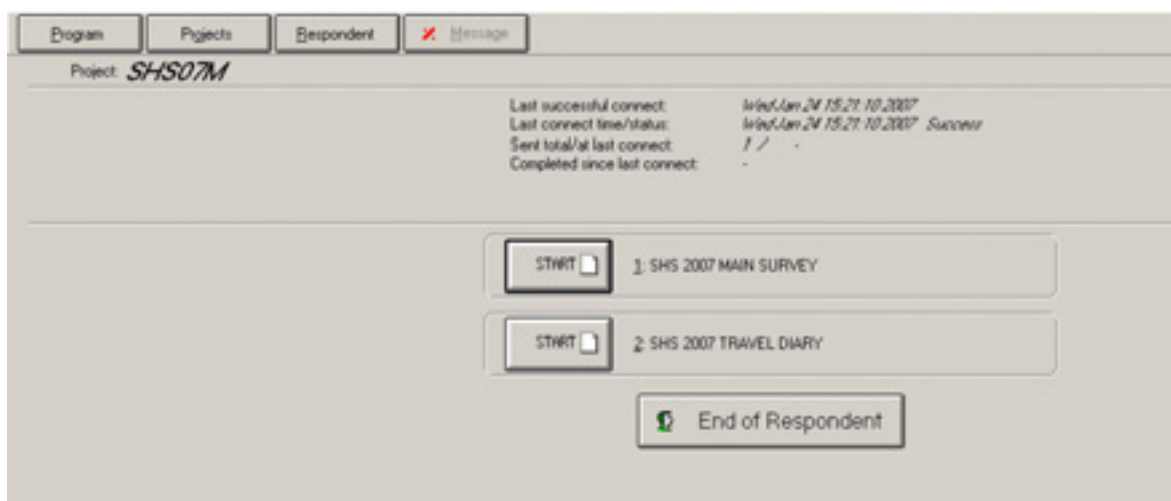 Program Projects Respondent Message
Project: SHS07M
Last successful connect: Wed Jan 24 15:21:10 2007
Last connect time/status: Wed Jan 24 15:21:10 2007 Success
Sent total/at last connect: 1 / -
Completed since last connect: -
START 1: SHS 2007 MAIN SURVEY
START 2: SHS 2007 TRAVEL DIARY
End of Respondent